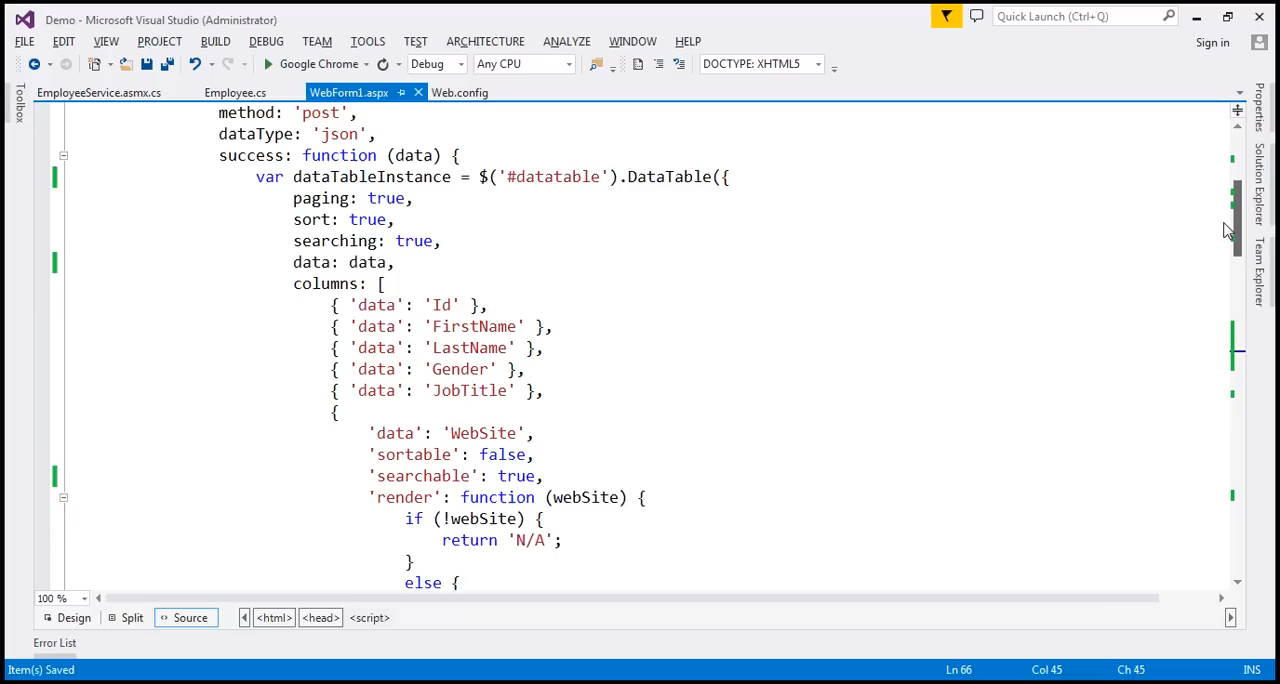 Demo - Microsoft Visual Studio (Administrator)
Quick Launch (Ctrl+Q)
FILE EDIT VIEW PROJECT BUILD DEBUG TEAM TOOLS TEST ARCHITECTURE ANALYZE WINDOW HELP
Sign in
Google Chrome Debug Any CPU DOCTYPE: XHTML5
EmployeeService.asmx.cs Employee.cs WebForm1.aspx Web.config
Toolbox
method: 'post',
dataType: 'json',
success: function (data) {
var dataTableInstance = $('#datatable').DataTable({
paging: true,
sort: true,
searching: true,
data: data,
columns: [
{ 'data': 'Id' },
{ 'data': 'FirstName' },
{ 'data': 'LastName' },
{ 'data': 'Gender' },
{ 'data': 'JobTitle' },
{
'data': 'WebSite',
'sortable': false,
'searchable': true,
'render': function (webSite) {
if (!webSite) {
return 'N/A';
}
else {
Properties
Solution Explorer
Team Explorer
100 %
Design Split Source <html> <head> <script>
Error List
Item(s) Saved Ln 66 Col 45 Ch 45 INS